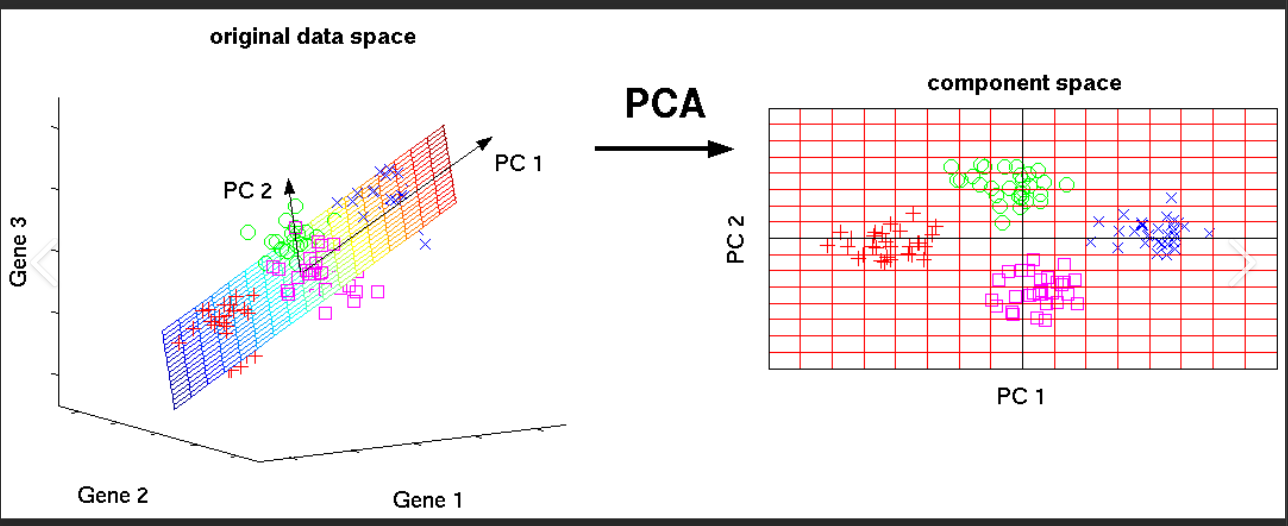 original data space
PCA
component space
PC 1
PC 2
Gene 3
Gene 2
Gene 1
PC 2
PC 1